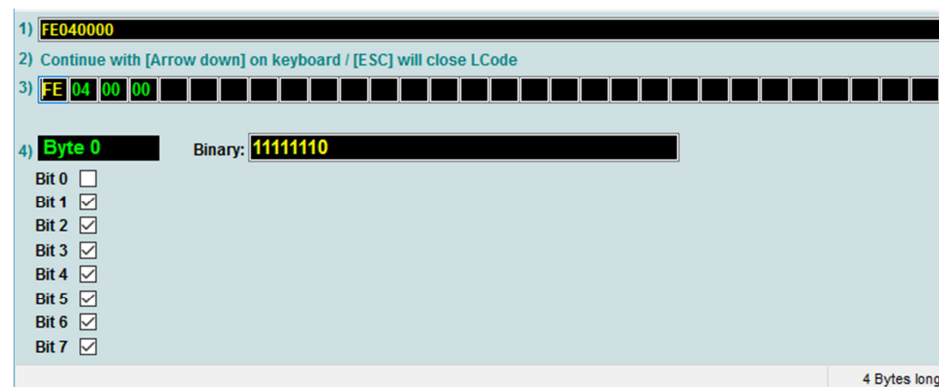 1) FE040000
2) Continue with [Arrow down] on keyboard / [ESC] will close LCode
3) FE 04 00 00
4) Byte 0 Binary: 11111110
Bit 0
Bit 1
Bit 2
Bit 3
Bit 4
Bit 5
Bit 6
Bit 7
4 Bytes long